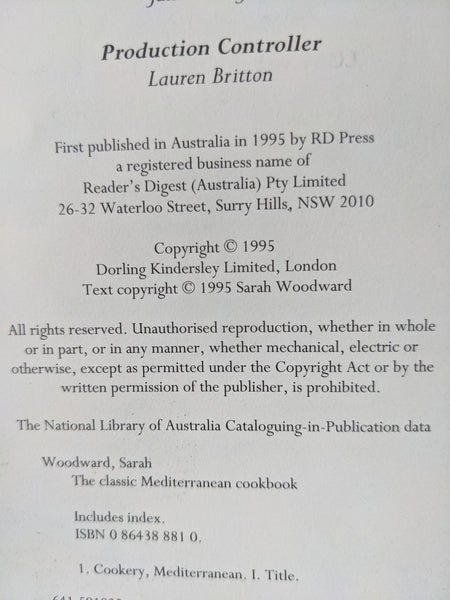 Production Controller
Lauren Britton
First published in Australia in 1995 by RD Press
a registered business name of
Reader's Digest (Australia) Pty Limited
26-32 Waterloo Street, Surry Hills, NSW 2010
Copyright © 1995
Dorling Kindersley Limited, London
Text copyright © 1995 Sarah Woodward
All rights reserved. Unauthorised reproduction, whether in whole
or in part, or in any manner, whether mechanical, electric or
otherwise, except as permitted under the Copyright Act or by the
written permission of the publisher, is prohibited.
The National Library of Australia Cataloguing-in-Publication data
Woodward, Sarah
The classic Mediterranean cookbook
Includes index.
ISBN 0 86438 881 0.
1. Cookery, Mediterranean. I. Title.